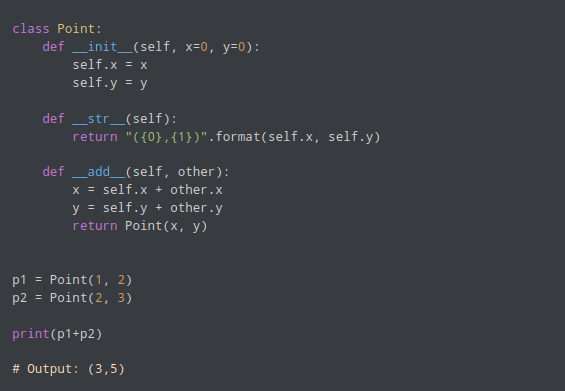 class Point:
    def __init__(self, x=0, y=0):
        self.x = x
        self.y = y

    def __str__(self):
        return "({0},{1})".format(self.x, self.y)

    def __add__(self, other):
        x = self.x + other.x
        y = self.y + other.y
        return Point(x, y)


p1 = Point(1, 2)
p2 = Point(2, 3)

print(p1+p2)

# Output: (3,5)